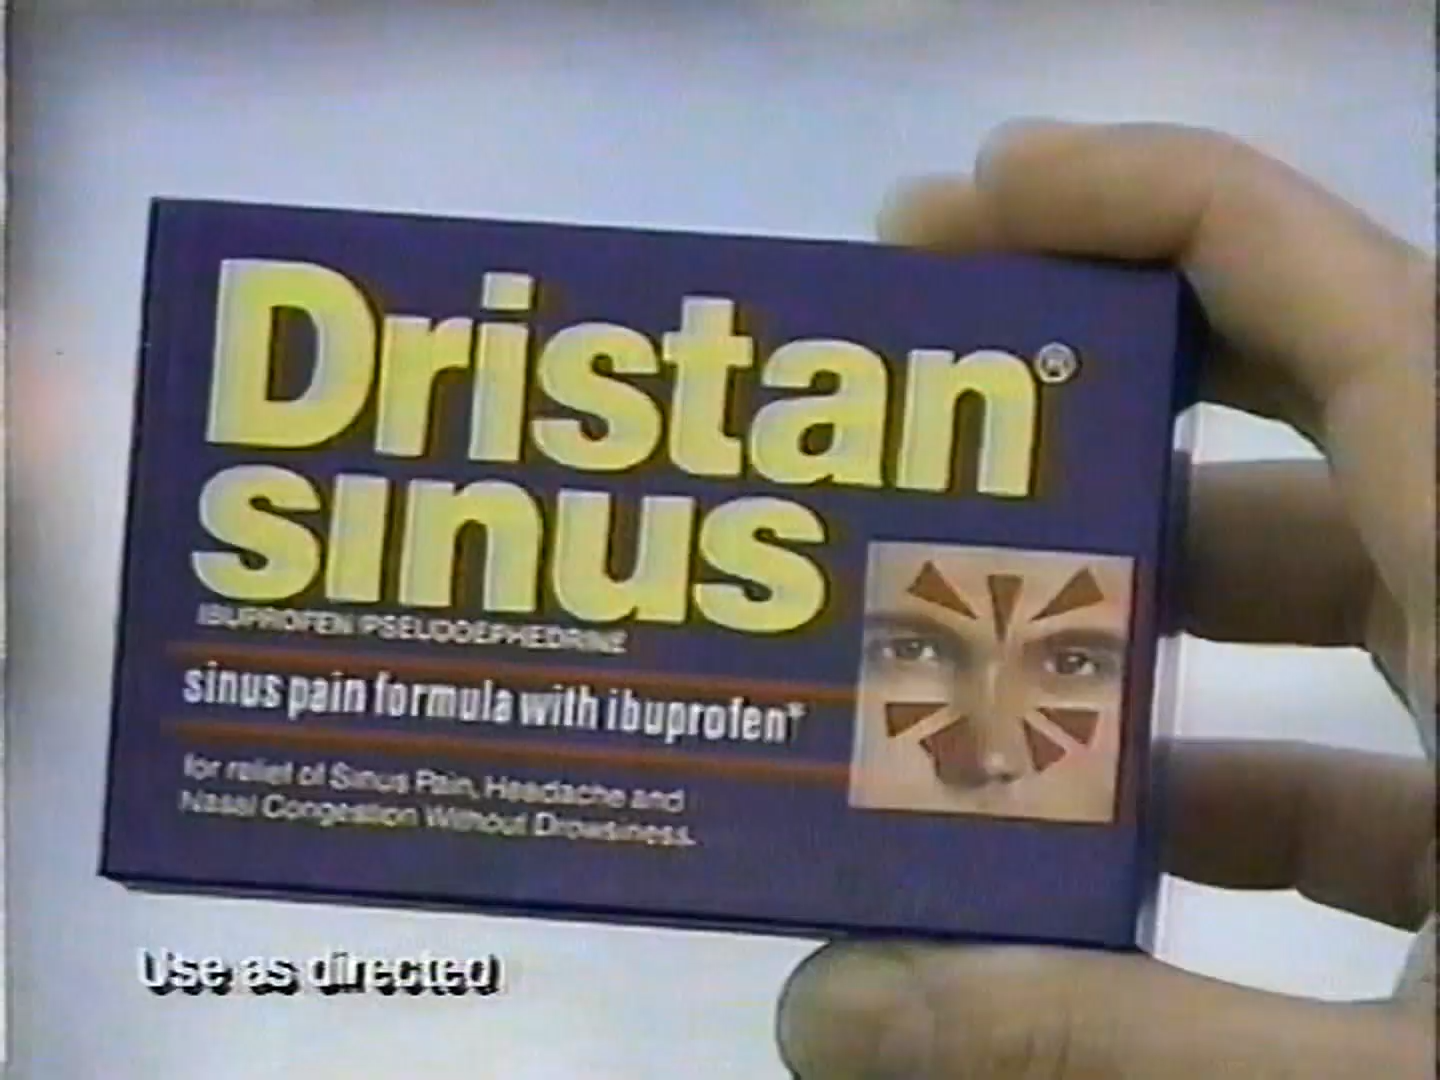 Dristan®
sinus
IBUPROFEN/PSEUDOEPHEDRINE
sinus pain formula with ibuprofen*
for relief of Sinus Pain, Headache and
Nasal Congestion Without Drowsiness.
Use as directed